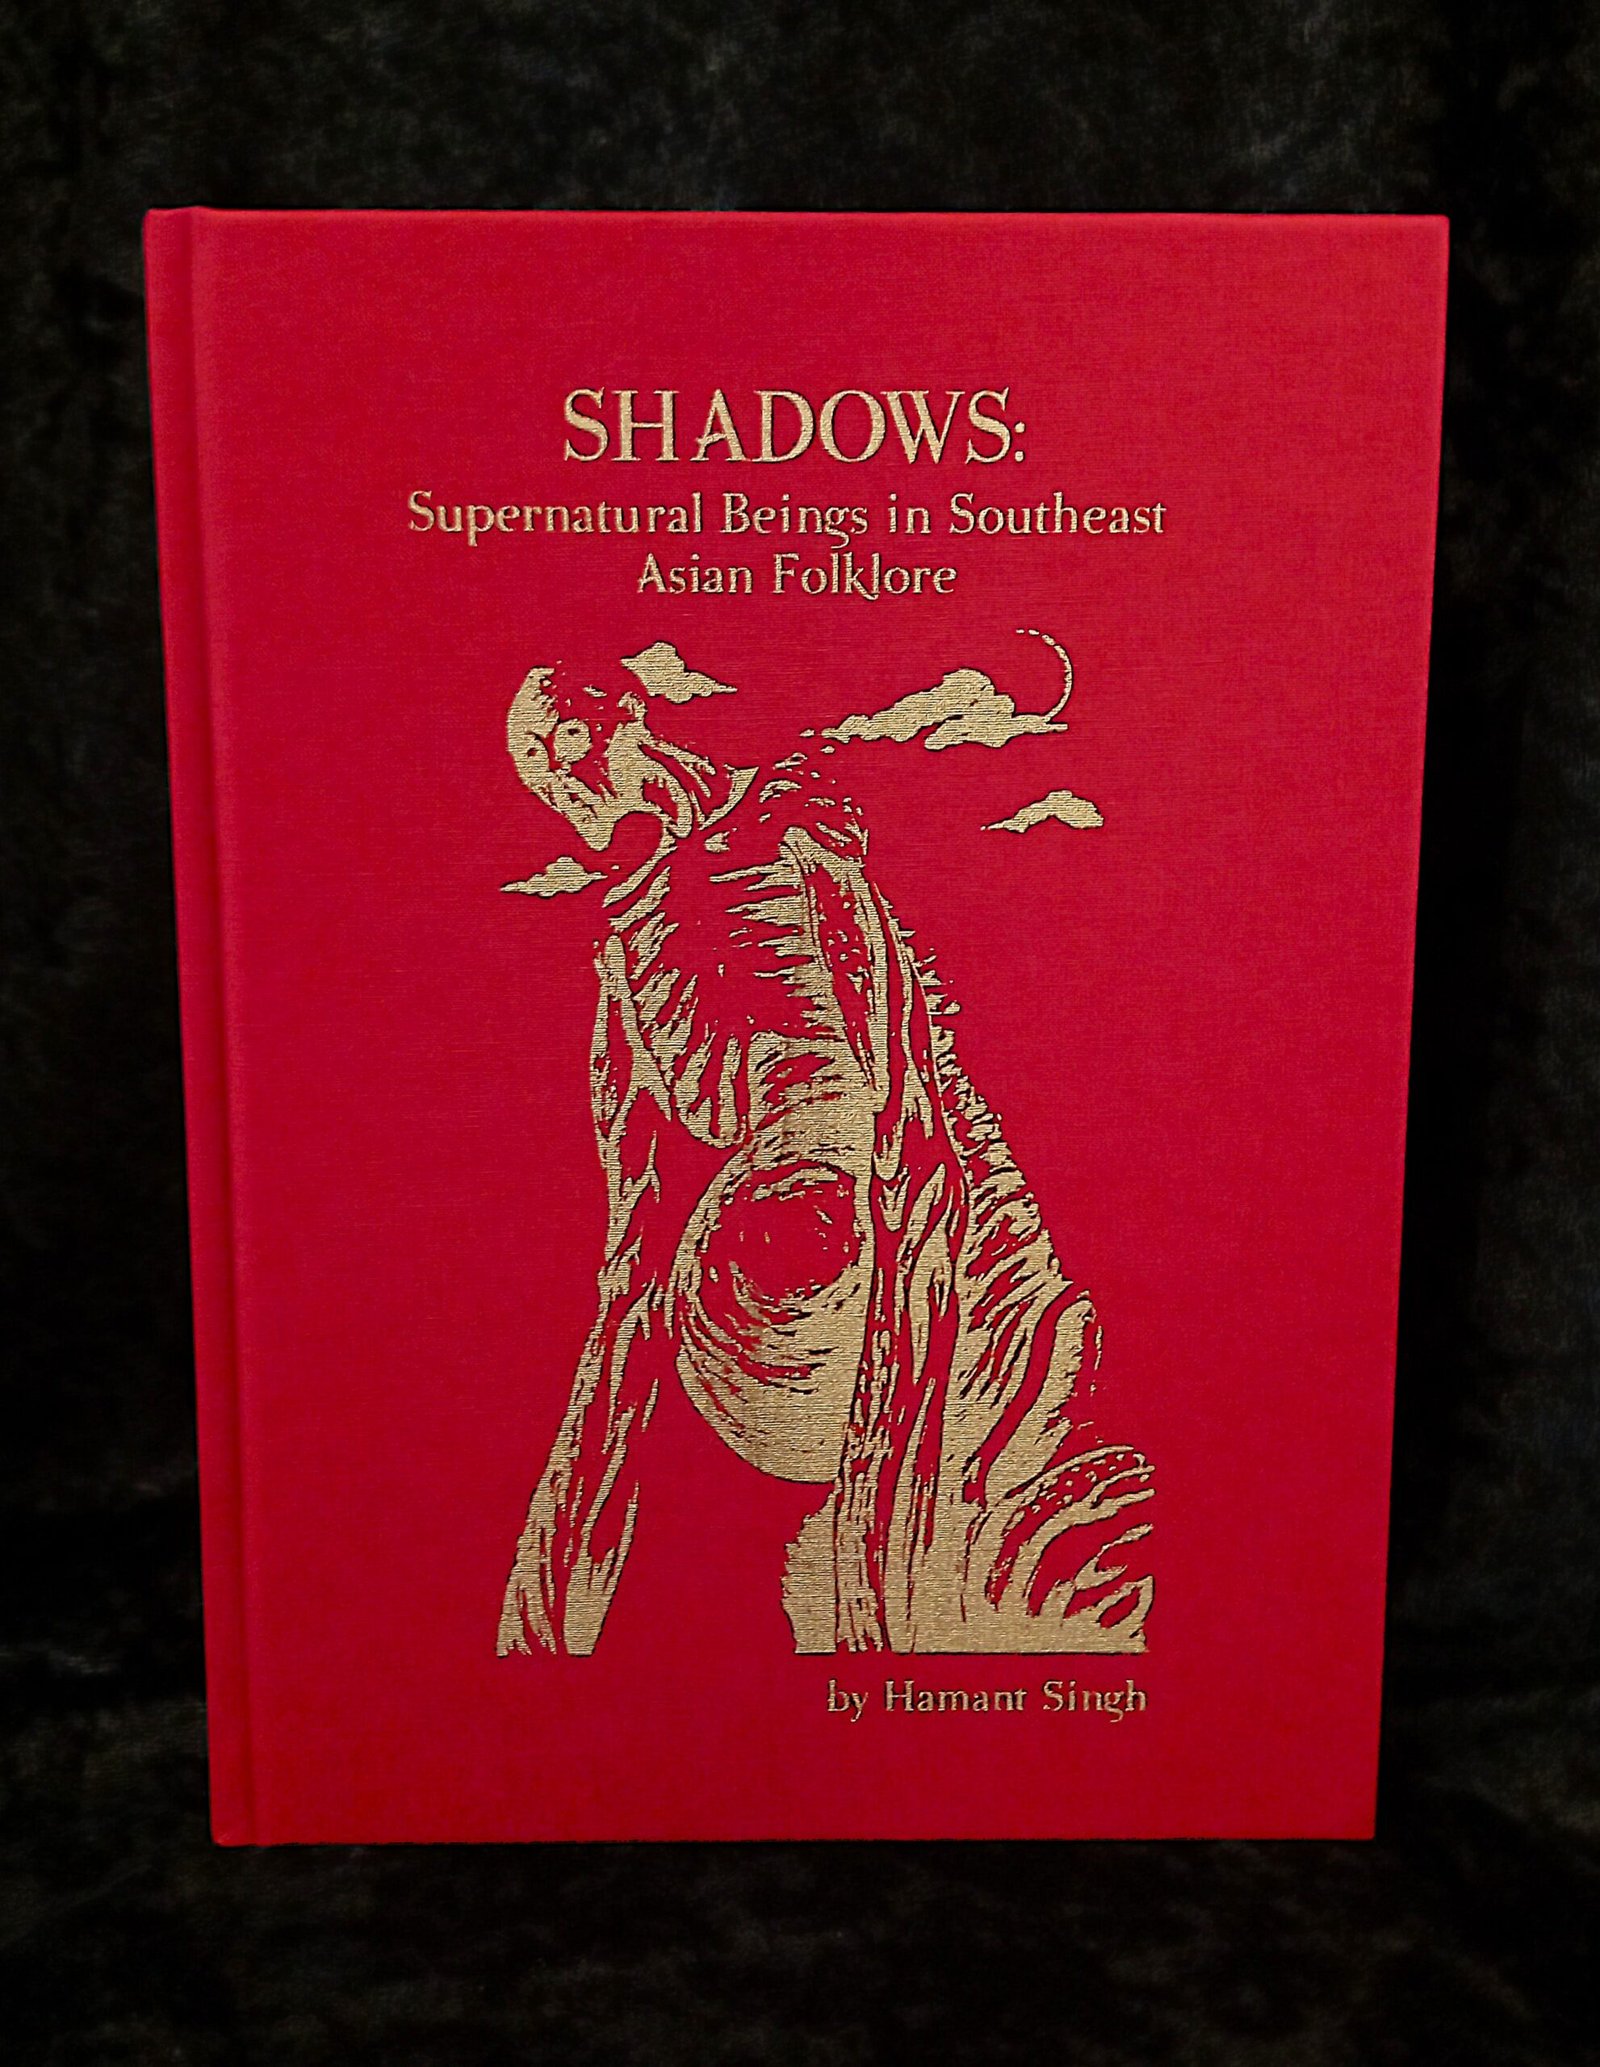 SHADOWS:
Supernatural Beings in Southeast
Asian Folklore
by Hamant Singh